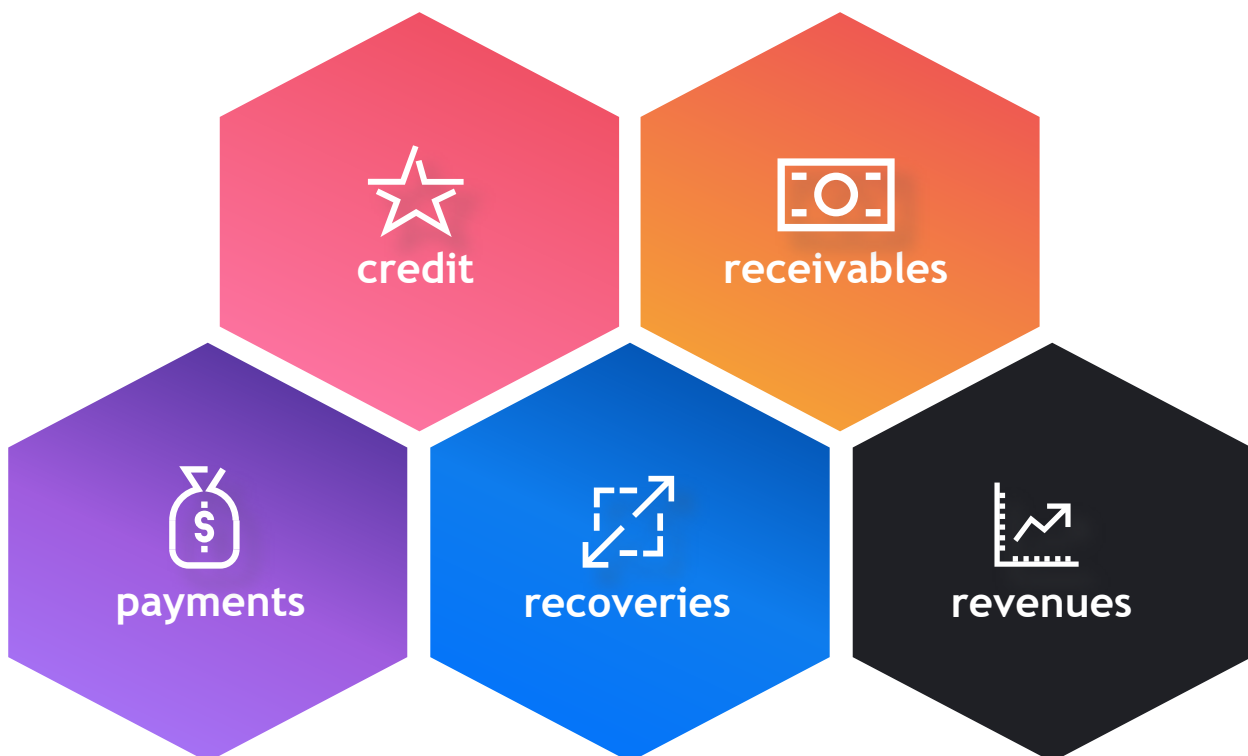 credit
receivables
$
payments
recoveries
revenues